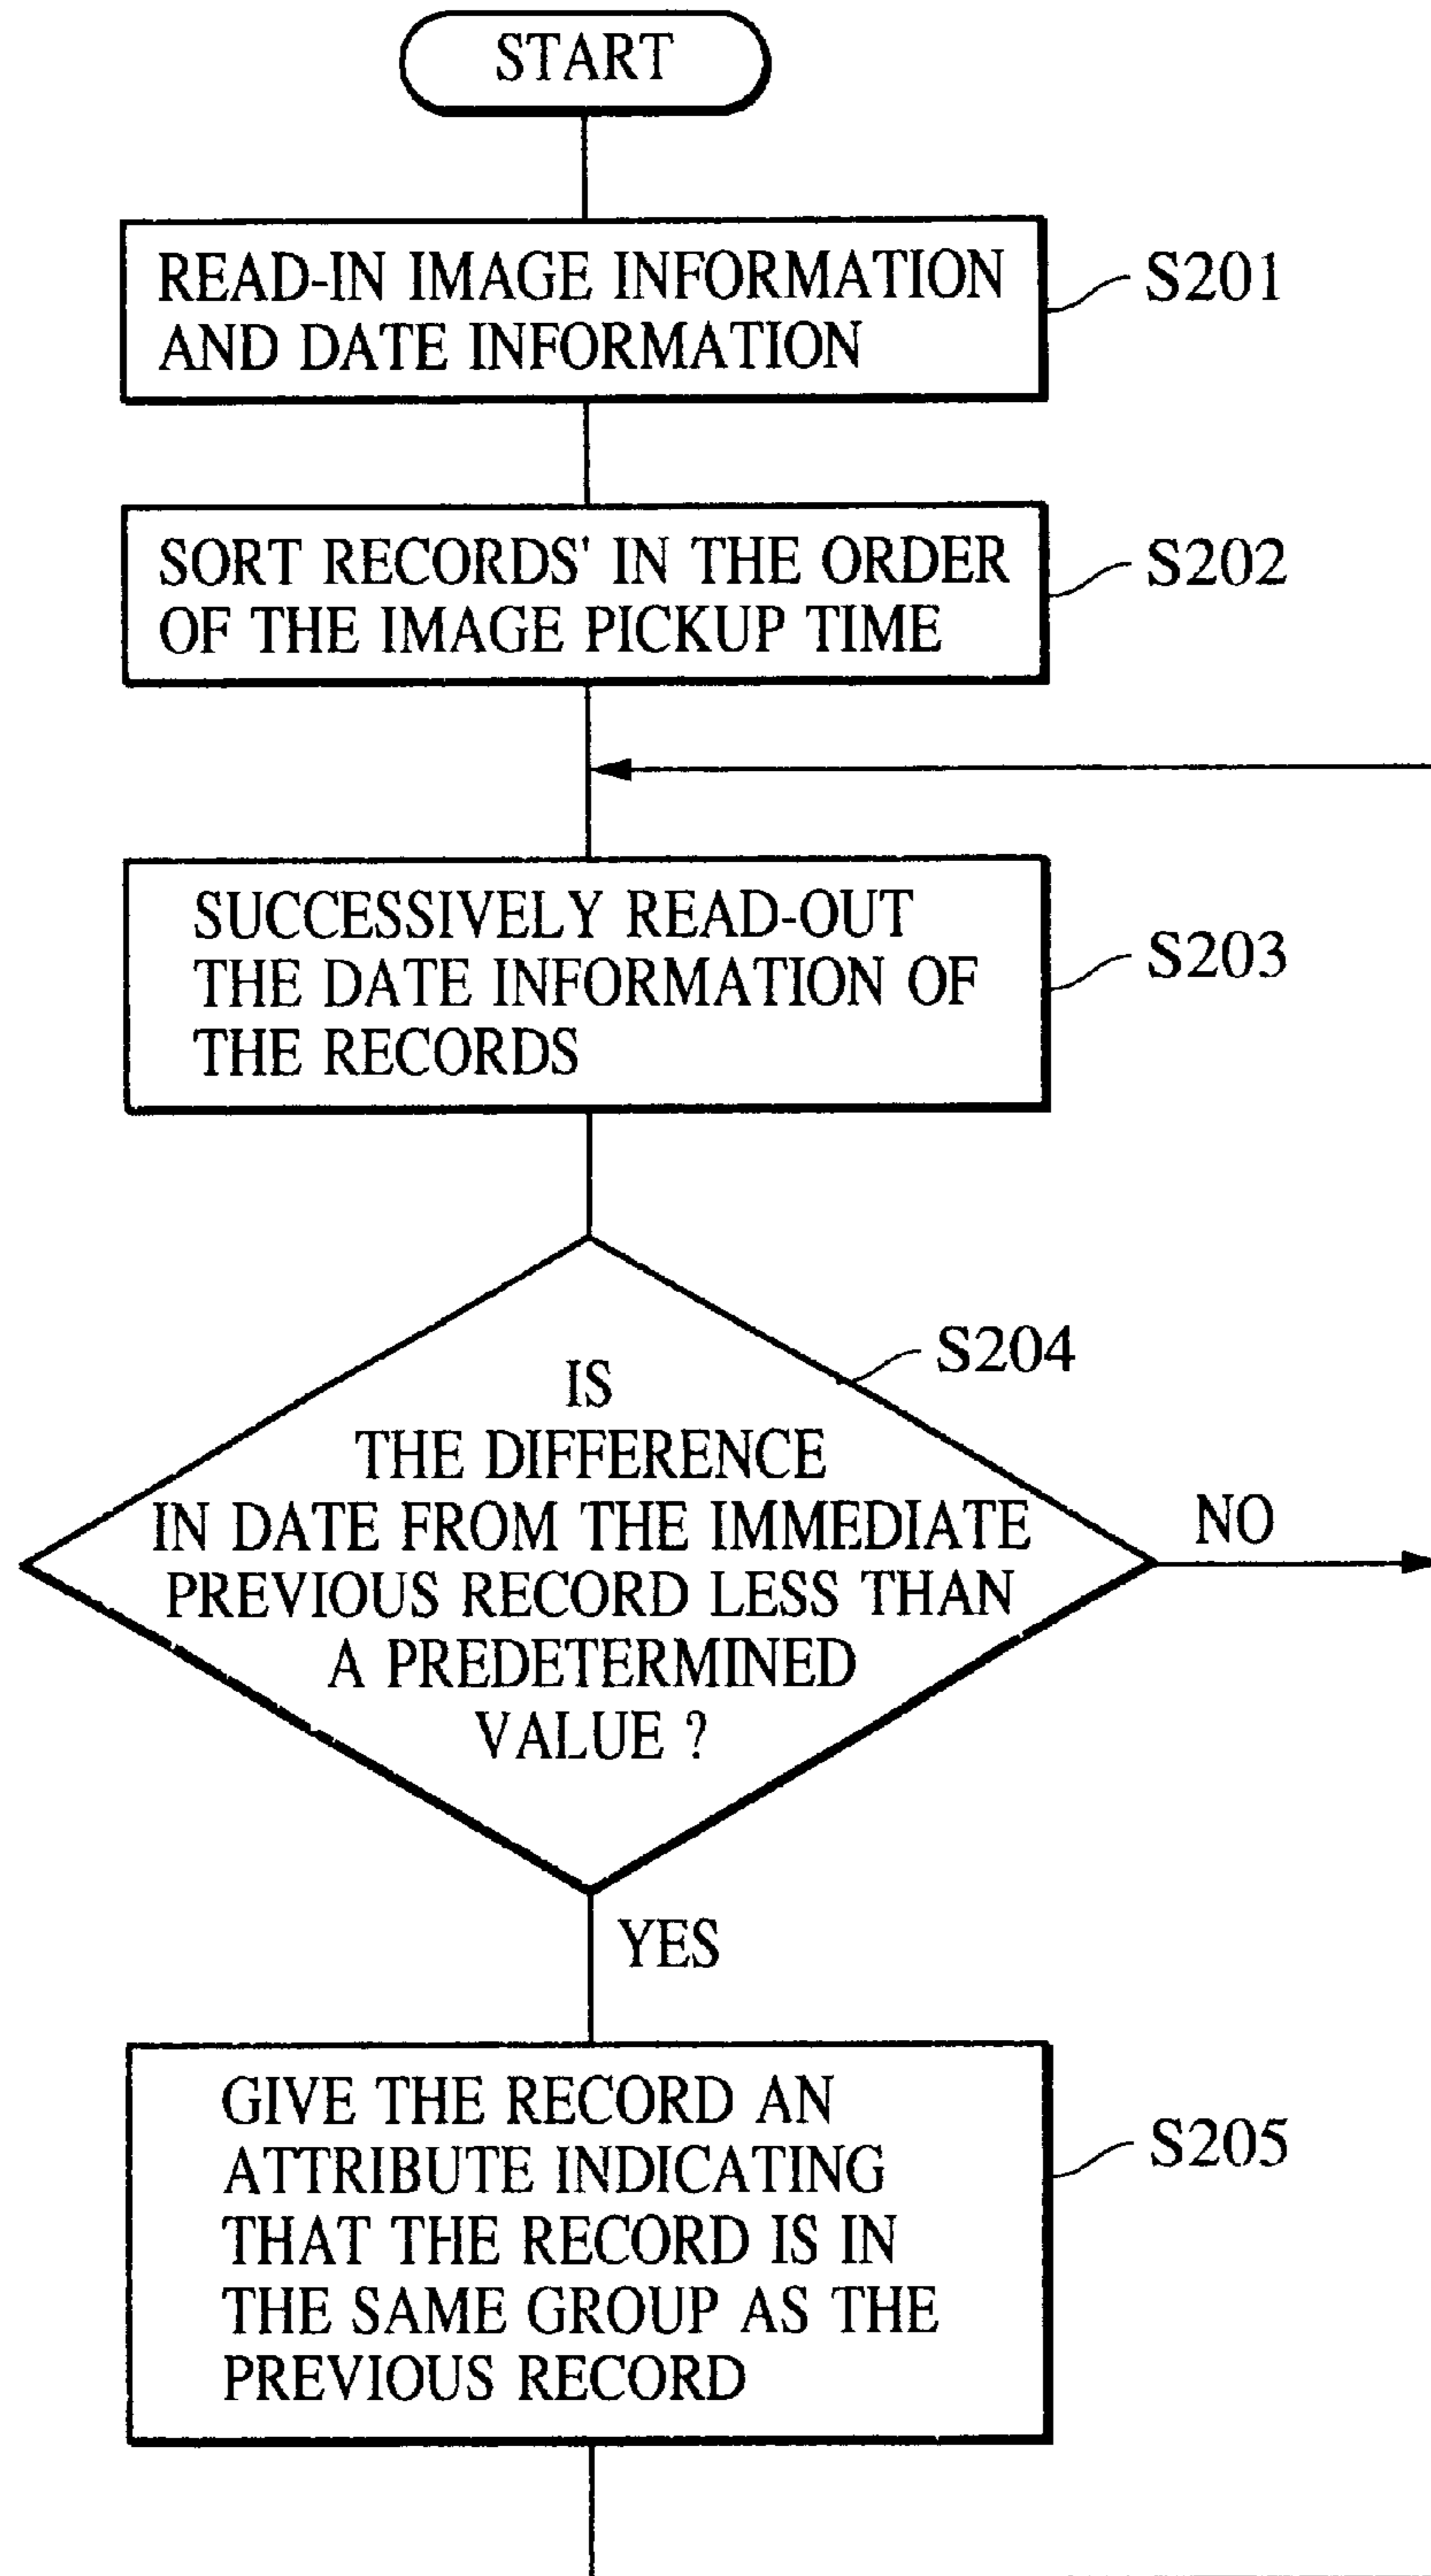 START
READ-IN IMAGE INFORMATION
AND DATE INFORMATION
S201
SORT RECORDS' IN THE ORDER
OF THE IMAGE PICKUP TIME
S202
SUCCESSIVELY READ-OUT
THE DATE INFORMATION OF
THE RECORDS
S203
S204
IS
THE DIFFERENCE
IN DATE FROM THE IMMEDIATE
PREVIOUS RECORD LESS THAN
A PREDETERMINED
VALUE ?
NO
YES
GIVE THE RECORD AN
ATTRIBUTE INDICATING
THAT THE RECORD IS IN
THE SAME GROUP AS THE
PREVIOUS RECORD
S205